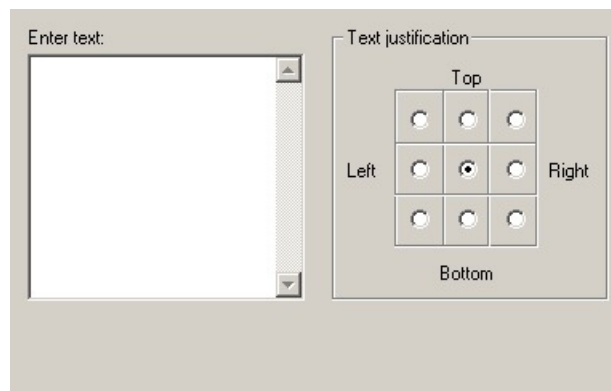 Enter text:
Text justification
Top
Left
Right
Bottom